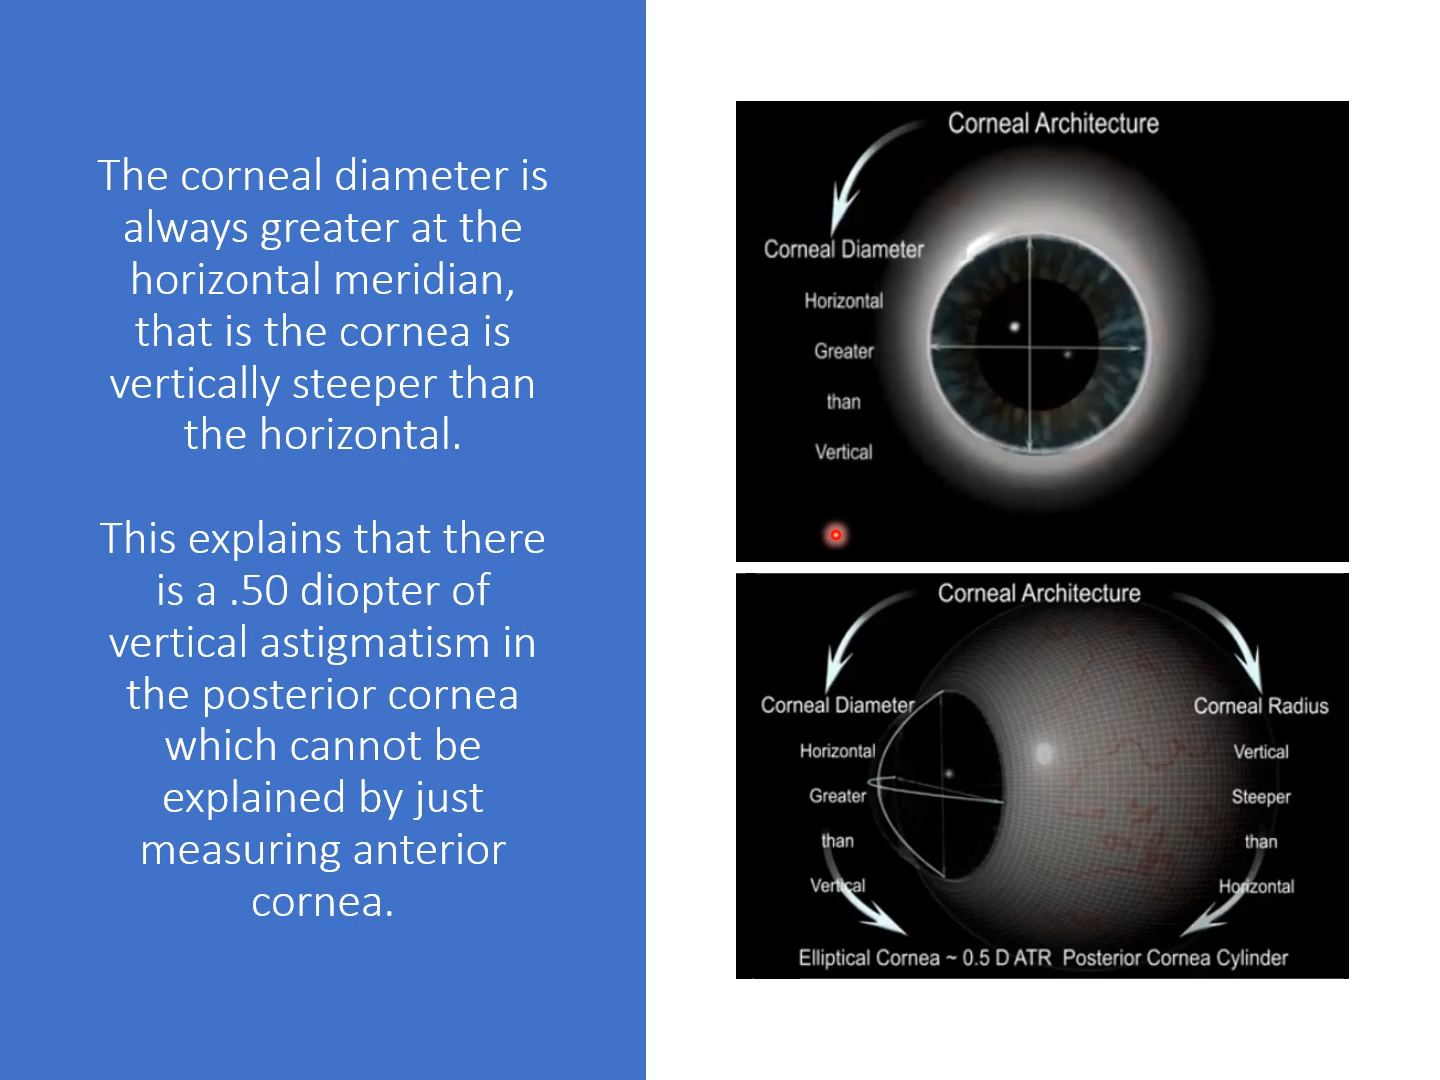 The corneal diameter is
always greater at the
horizontal meridian,
that is the cornea is
vertically steeper than
the horizontal.
This explains that there
is a .50 diopter of
vertical astigmatism in
the posterior cornea
which cannot be
explained by just
measuring anterior
cornea.
Corneal Architecture
Corneal Diameter
Horizontal
Greater
than
Vertical
Corneal Architecture
Corneal Diameter
Horizontal
Greater
than
Vertical
Corneal Radius
Vertical
Steeper
than
Horizontal
Elliptical Cornea ~ 0.5 D ATR Posterior Cornea Cylinder